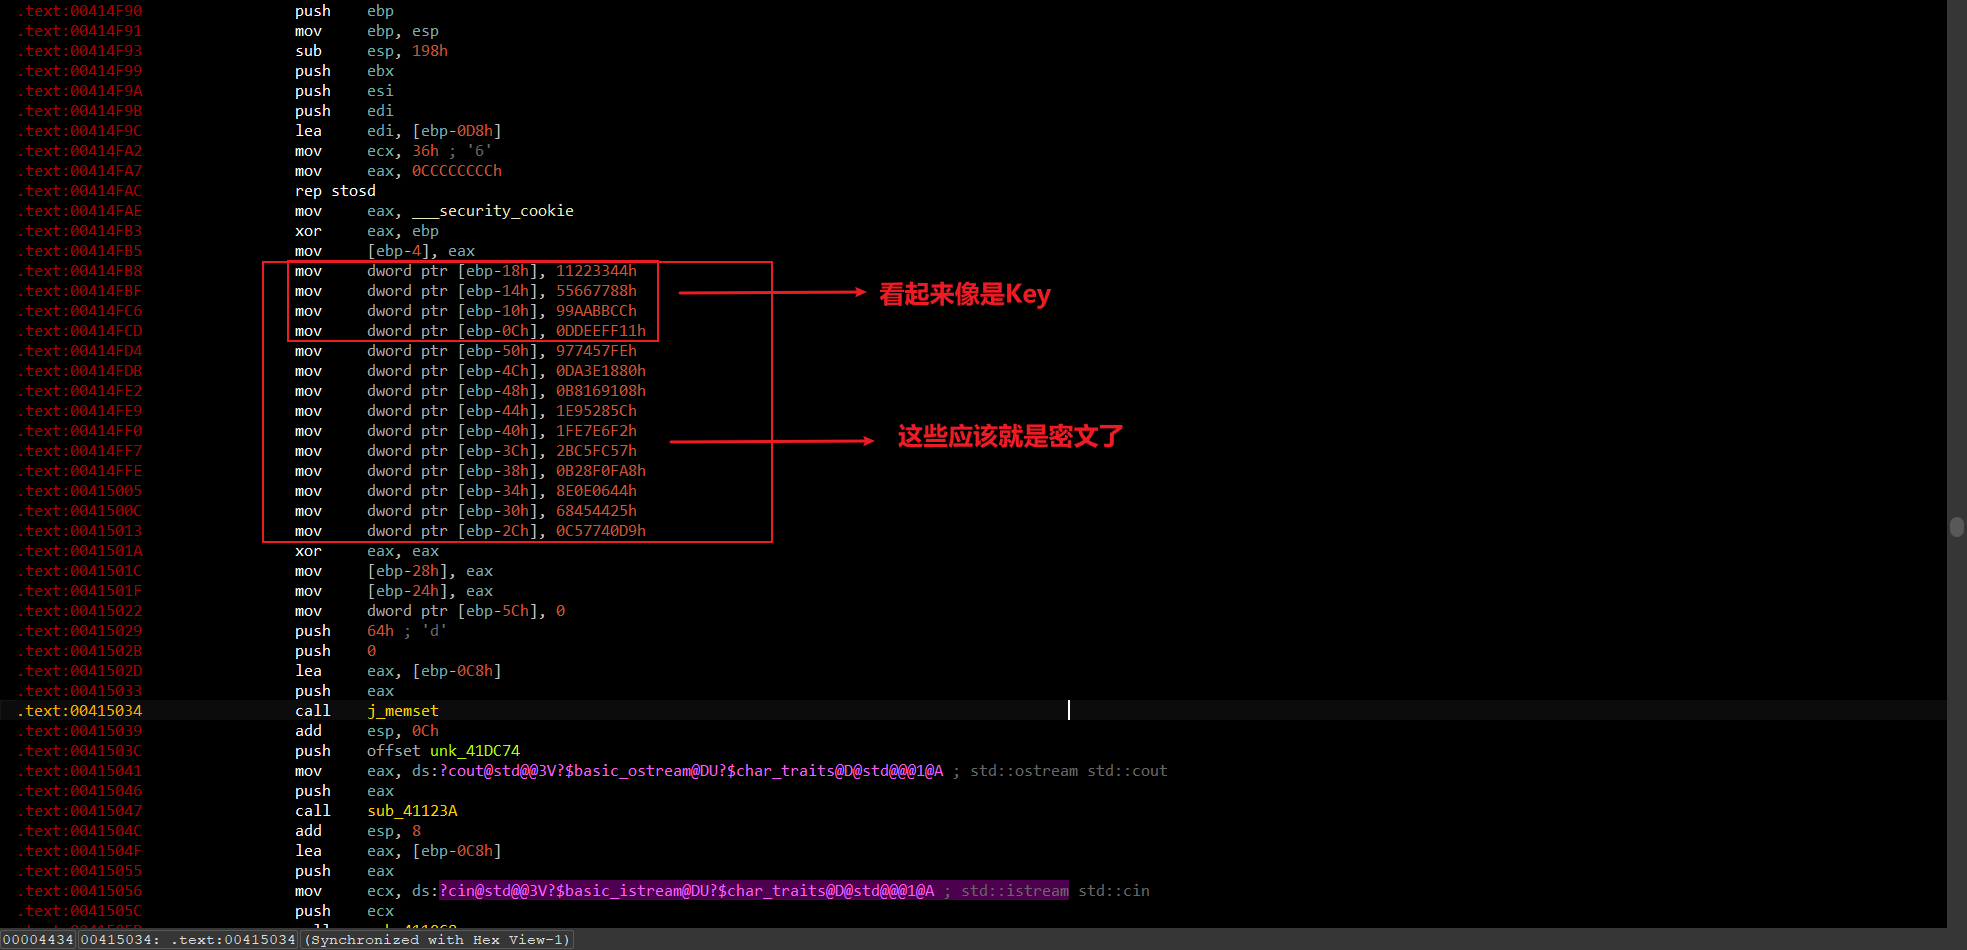 .text:00414F90 push ebp
.text:00414F91 mov ebp, esp
.text:00414F93 sub esp, 198h
.text:00414F99 push ebx
.text:00414F9A push esi
.text:00414F9B push edi
.text:00414F9C lea edi, [ebp-0D8h]
.text:00414FA2 mov ecx, 36h ; '6'
.text:00414FA7 mov eax, 0CCCCCCCCh
.text:00414FAC rep stosd
.text:00414FAE mov eax, ___security_cookie
.text:00414FB3 xor eax, ebp
.text:00414FB5 mov [ebp-4], eax
.text:00414FB8 mov dword ptr [ebp-18h], 11223344h
.text:00414FBF mov dword ptr [ebp-14h], 55667788h
看起来像是Key
.text:00414FC6 mov dword ptr [ebp-10h], 99AABBCCh
.text:00414FCD mov dword ptr [ebp-0Ch], 0DDEEFF11h
.text:00414FD4 mov dword ptr [ebp-50h], 977457FEh
.text:00414FDB mov dword ptr [ebp-4Ch], 0DA3E1880h
.text:00414FE2 mov dword ptr [ebp-48h], 0B8169108h
.text:00414FE9 mov dword ptr [ebp-44h], 1E95285Ch
.text:00414FF0 mov dword ptr [ebp-40h], 1FE7E6F2h
这些应该就是密文了
.text:00414FF7 mov dword ptr [ebp-3Ch], 2BC5FC57h
.text:00414FFE mov dword ptr [ebp-38h], 0B28F0FA8h
.text:00415005 mov dword ptr [ebp-34h], 8E0E0644h
.text:0041500C mov dword ptr [ebp-30h], 68454425h
.text:00415013 mov dword ptr [ebp-2Ch], 0C57740D9h
.text:0041501A xor eax, eax
.text:0041501C mov [ebp-28h], eax
.text:0041501F mov [ebp-24h], eax
.text:00415022 mov dword ptr [ebp-5Ch], 0
.text:00415029 push 64h ; 'd'
.text:0041502B push 0
.text:0041502D lea eax, [ebp-0C8h]
.text:00415033 push eax
.text:00415034 call j_memset
.text:00415039 add esp, 0Ch
.text:0041503C push offset unk_41DC74
.text:00415041 mov eax, ds:?cout@std@@3V?$basic_ostream@DU?$char_traits@D@std@@@1@A ; std::ostream std::cout
.text:00415046 push eax
.text:00415047 call sub_41123A
.text:0041504C add esp, 8
.text:0041504F lea eax, [ebp-0C8h]
.text:00415055 push eax
.text:00415056 mov ecx, ds:?cin@std@@3V?$basic_istream@DU?$char_traits@D@std@@@1@A ; std::istream std::cin
.text:0041505C push ecx
00004434 00415034: .text:00415034 (Synchronized with Hex View-1)